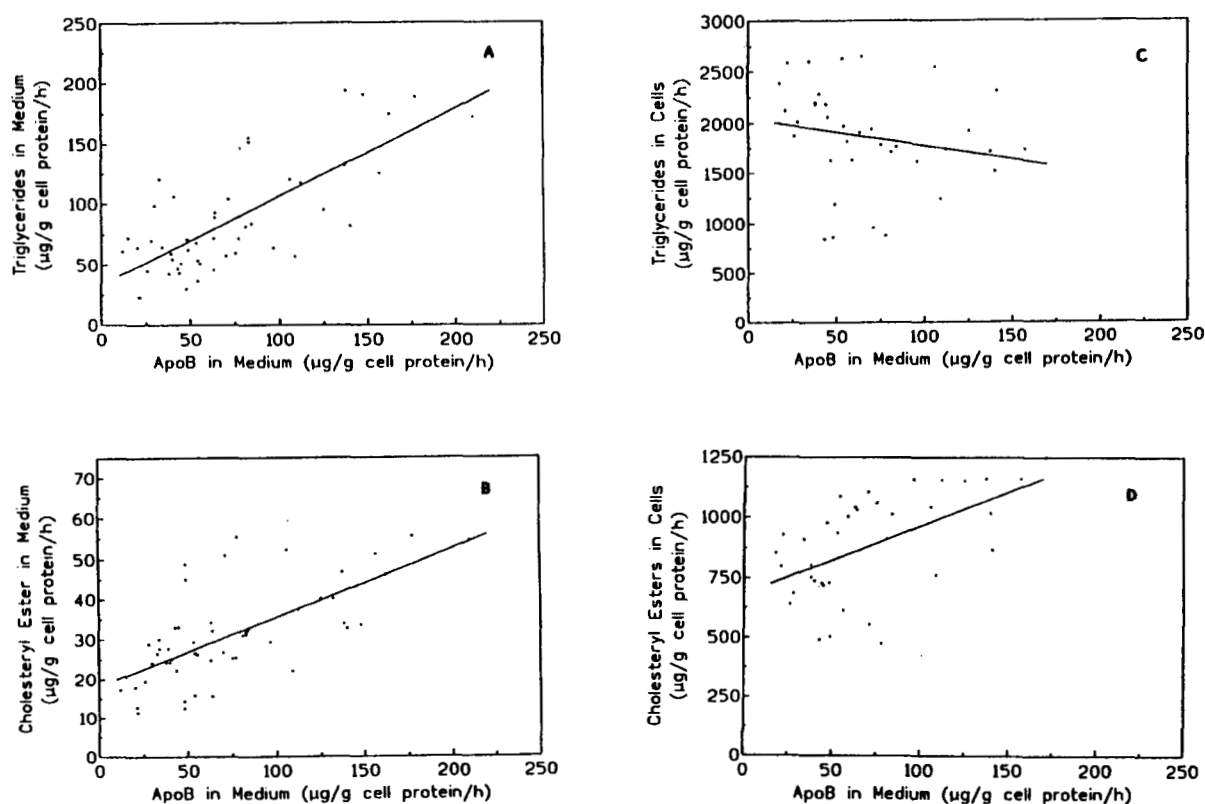 A
Triglycerides in Medium
(µg/g cell protein/h)
250
200
150
100
50
0
0 50 100 150 200 250
ApoB in Medium (µg/g cell protein/h)
C
Triglycerides in Cells
(µg/g cell protein/h)
3000
2500
2000
1500
1000
500
0
0 50 100 150 200 250
ApoB in Medium (µg/g cell protein/h)
B
Cholesteryl Ester in Medium
(µg/g cell protein/h)
70
60
50
40
30
20
10
0
0 50 100 150 200 250
ApoB in Medium (µg/g cell protein/h)
D
Cholesteryl Esters in Cells
(µg/g cell protein/h)
1250
1000
750
500
250
0
0 50 100 150 200 250
ApoB in Medium (µg/g cell protein/h)